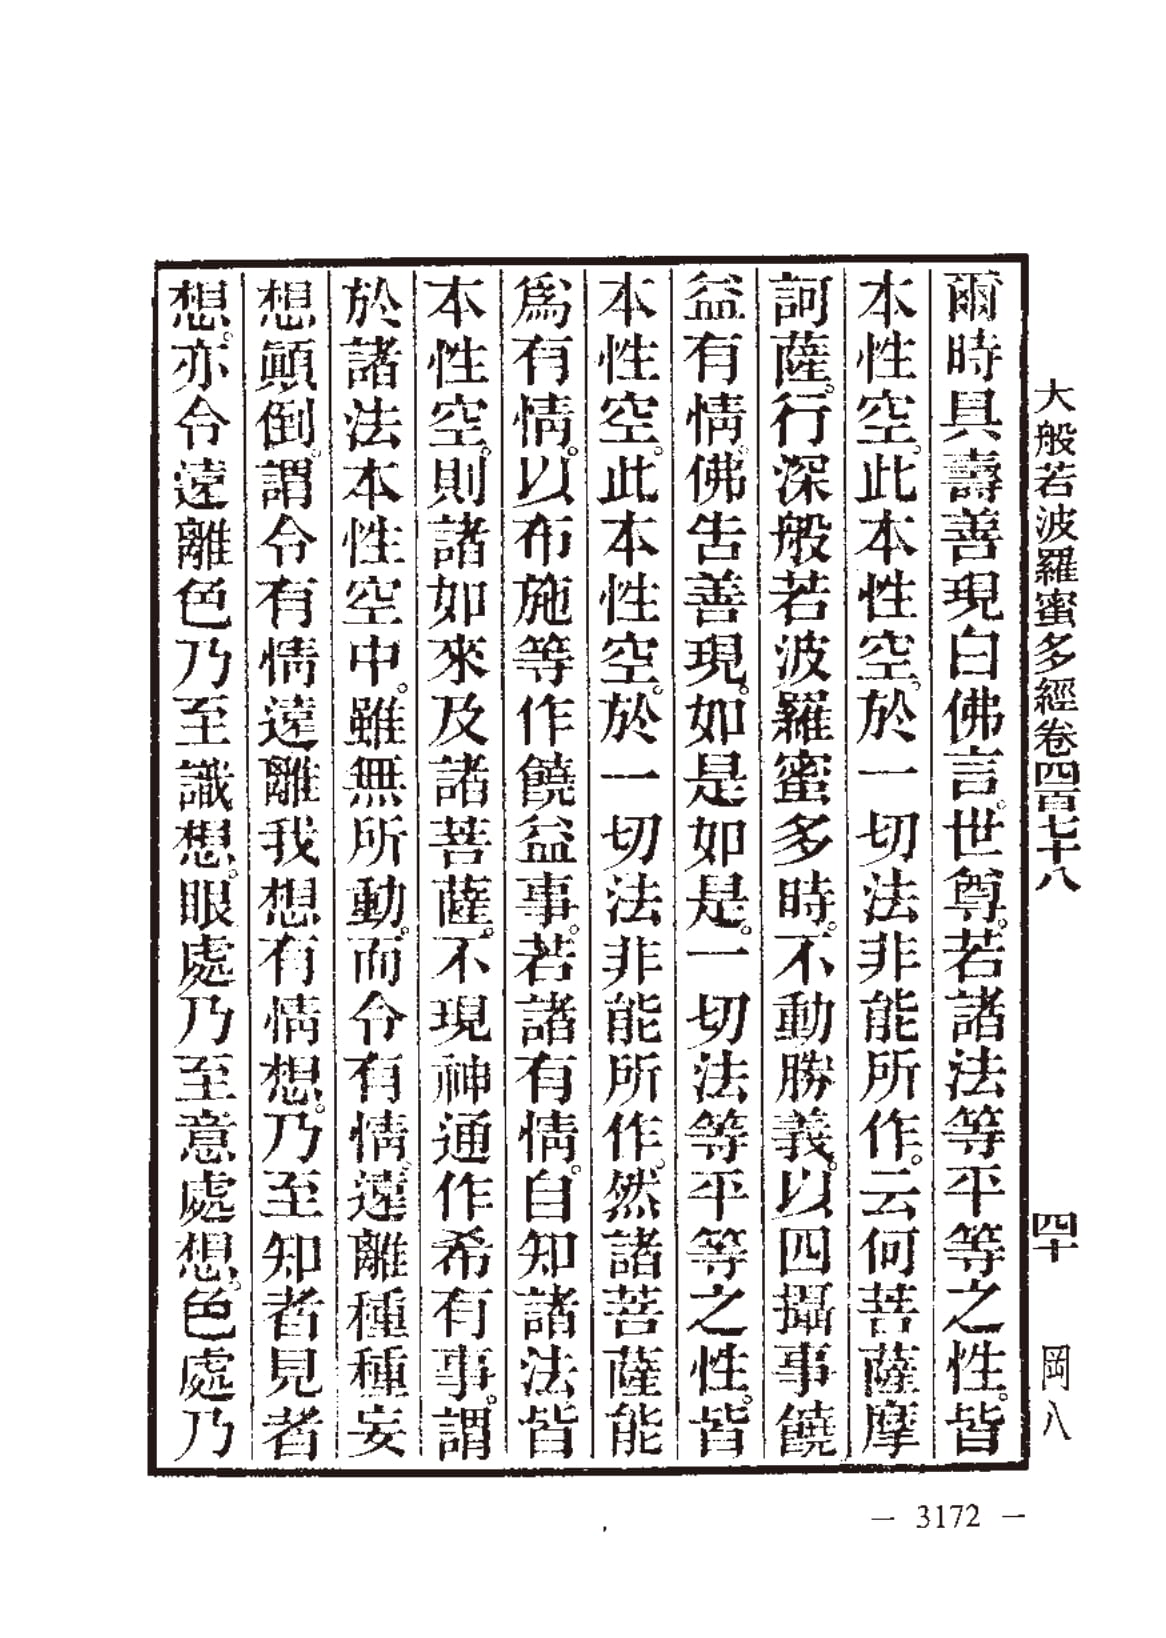 大般若波羅蜜多經卷四百七十八　四十　岡八
爾時具壽善現白佛言。世尊。若諸法等平等之性。皆
本性空。此本性空。於一切法非能所作。云何菩薩摩
訶薩。行深般若波羅蜜多時。不動勝義。以四攝事饒
益有情。佛告善現。如是如是。一切法等平等之性。皆
本性空。此本性空。於一切法非能所作。然諸菩薩能
爲有情。以布施等作饒益事。若諸有情。自知諸法皆
本性空。則諸如來及諸菩薩。不現神通作希有事。謂
於諸法本性空中。雖無所動。而令有情。遠離種種妄
想顚倒。謂令有情遠離我想有情想。乃至知者見者
想。亦令遠離色乃至識想。眼處乃至意處想。色處乃
— 3172 —